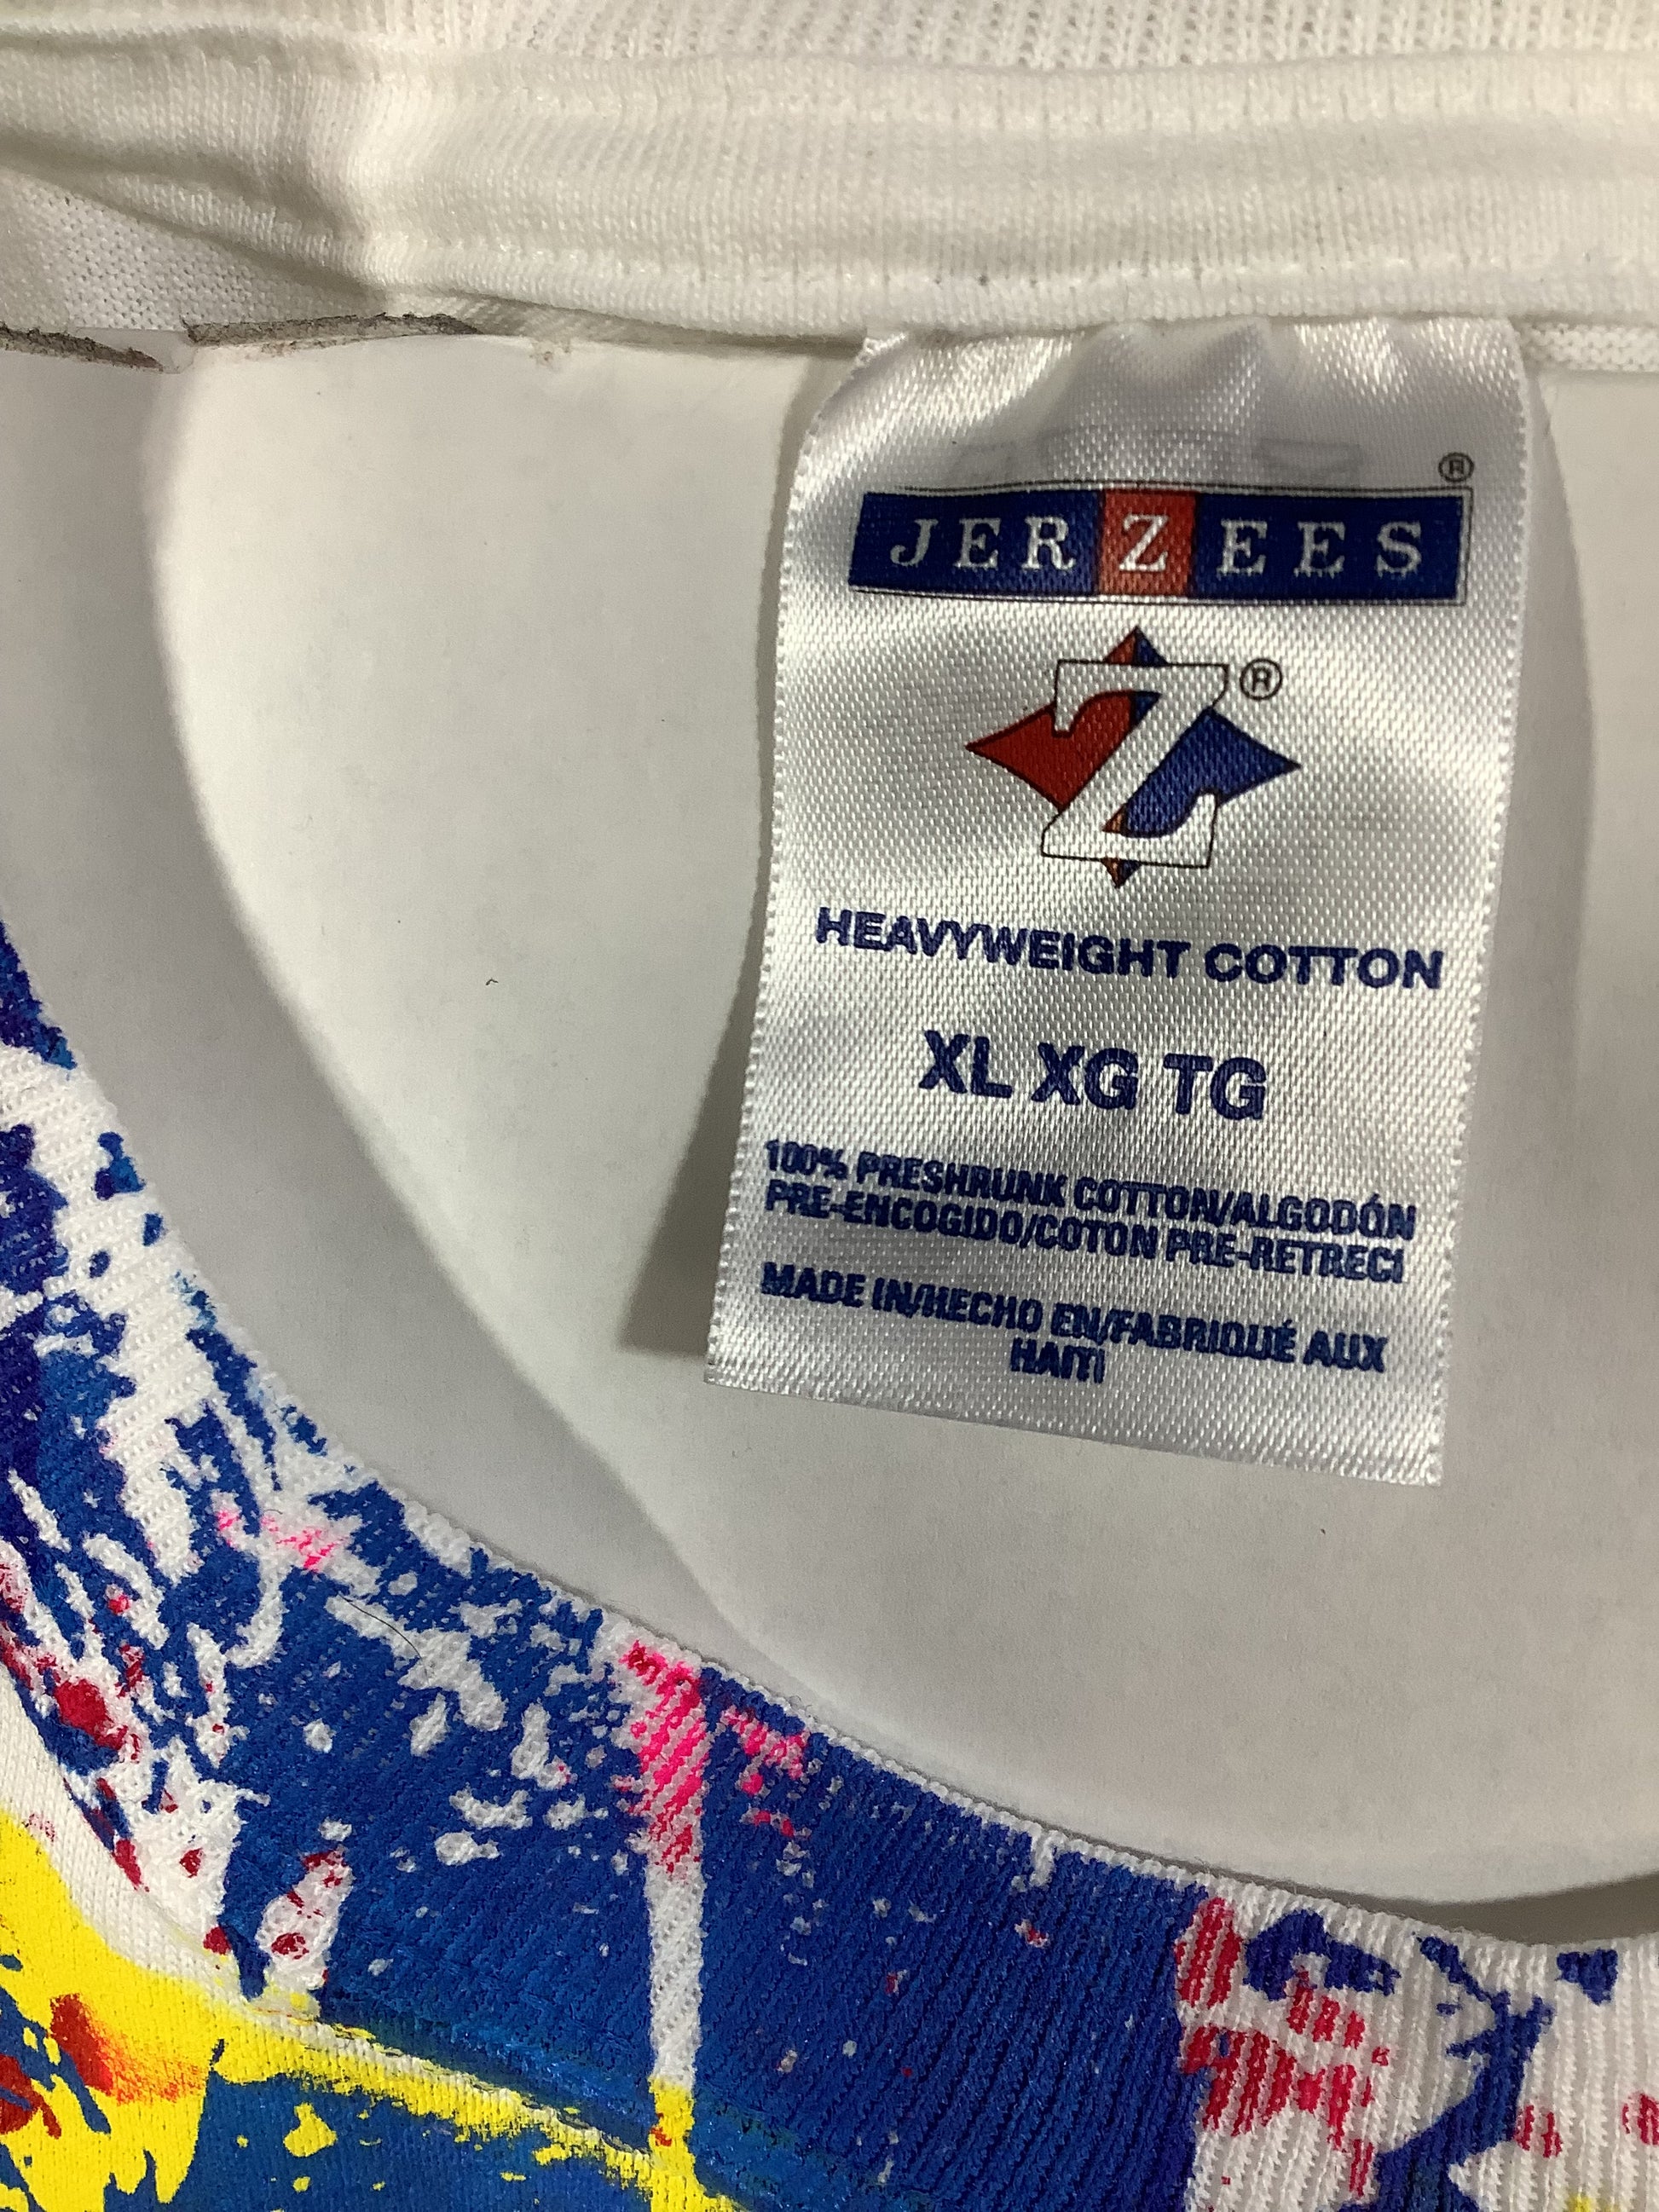 JERZEES®
Z®
HEAVYWEIGHT COTTON
XL XG TG
100% PRESHRUNK COTTON/ALGODÓN
PRE-ENCOGIDO/COTON PRE-RETRECI
MADE IN/HECHO EN/FABRIQUÉ AUX
HAITI